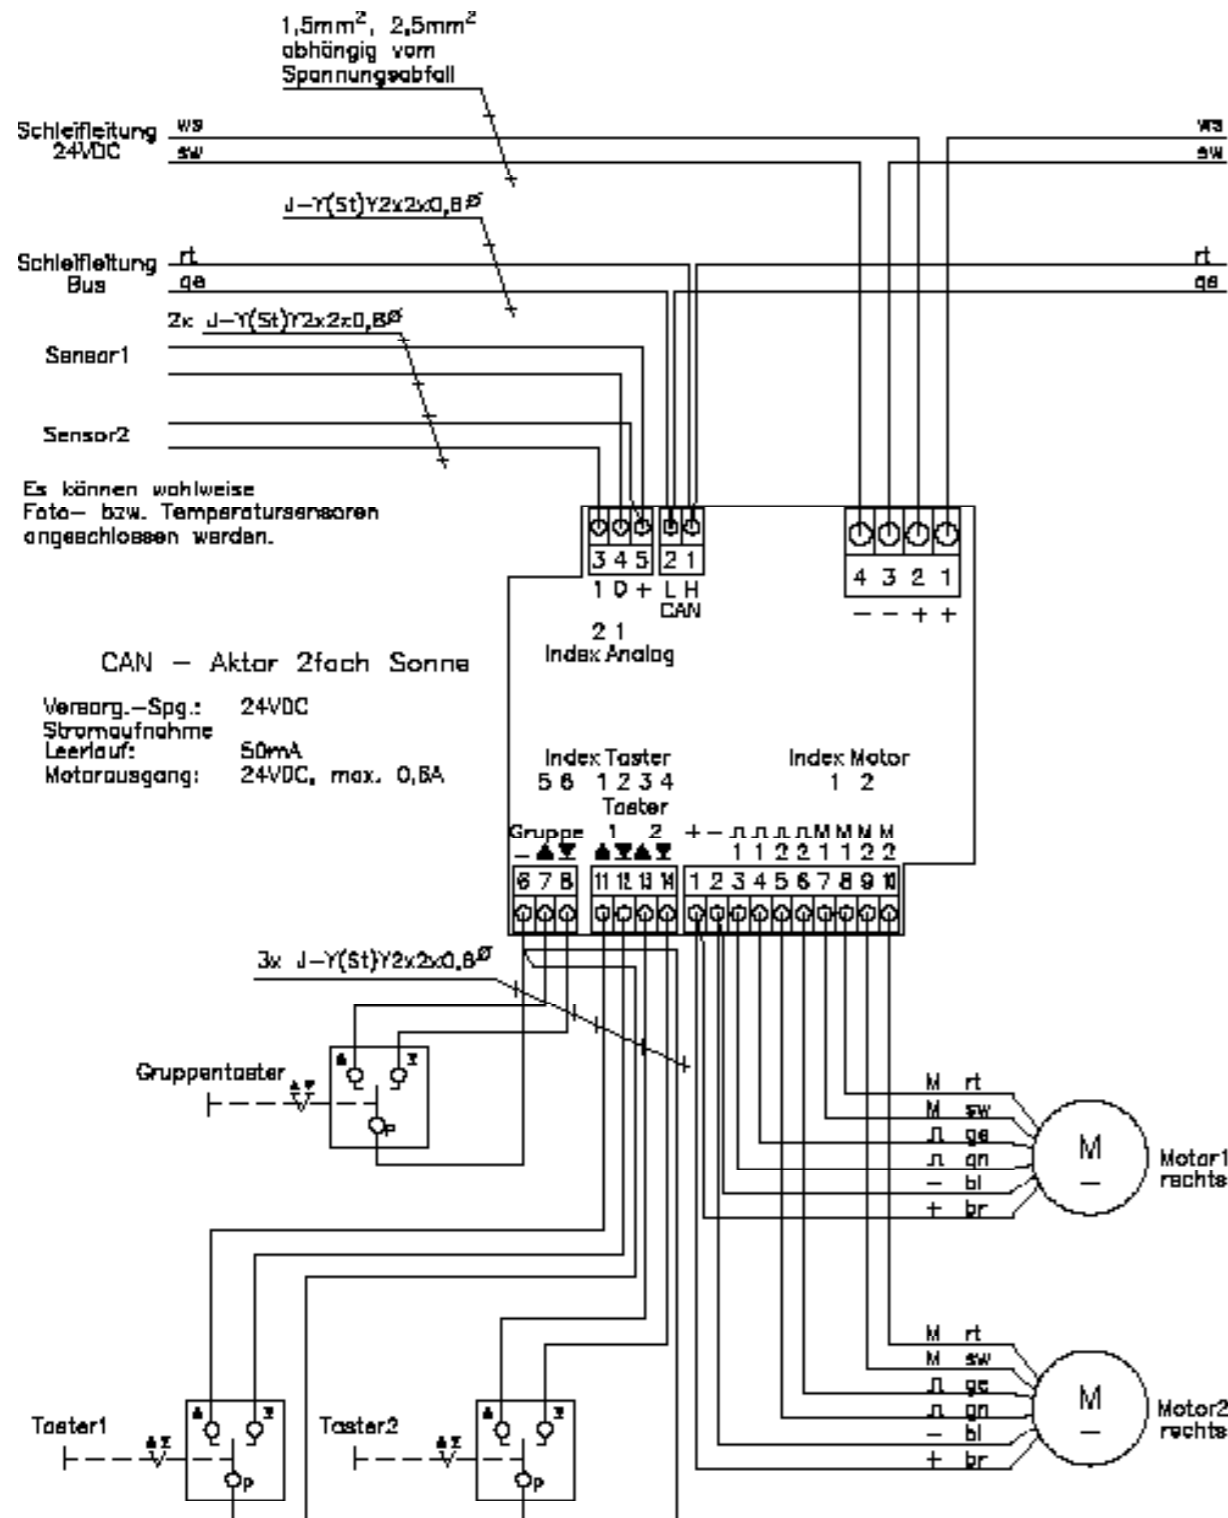 1,5mm², 2,5mm²
abhängig vom
Spannungsabfall
Schleifleitung
24VDC
ws
sw
ws
sw
J-Y(St)Y2x2x0,8Ø
Schleifleitung
Bus
rt
ge
rt
ge
2x J-Y(St)Y2x2x0,8Ø
Sensor1
Sensor2
Es können wahlweise
Foto- bzw. Temperatursensoren
angeschlossen werden.
3 4 5 2 1
1 D + L H
CAN
4 3 2 1
- - + +
2 1
Index Analog
CAN - Aktor 2fach Sonne
Versorg.-Spg.: 24VDC
Stromaufnahme
Leerlauf: 50mA
Motorausgang: 24VDC, max. 0,6A
Index Taster
5 6 1 2 3 4
Taster
Index Motor
1 2
Gruppe 1 2
+ - M M M M
- ▲ ▼ ▲ ▼ ▲ ▼
1 1 2 2 1 1 2 2
6 7 8 11 12 13 14 1 2 3 4 5 6 7 8 9 10
3x J-Y(St)Y2x2x0,8Ø
Gruppentaster
▲ ▼
▲ ▼
P
M rt
M sw
ge
gn
- bl
+ br
M
-
Motor1
rechts
M rt
M sw
ge
gn
- bl
+ br
M
-
Motor2
rechts
Taster1
▲ ▼
▲ ▼
P
Taster2
▲ ▼
▲ ▼
P